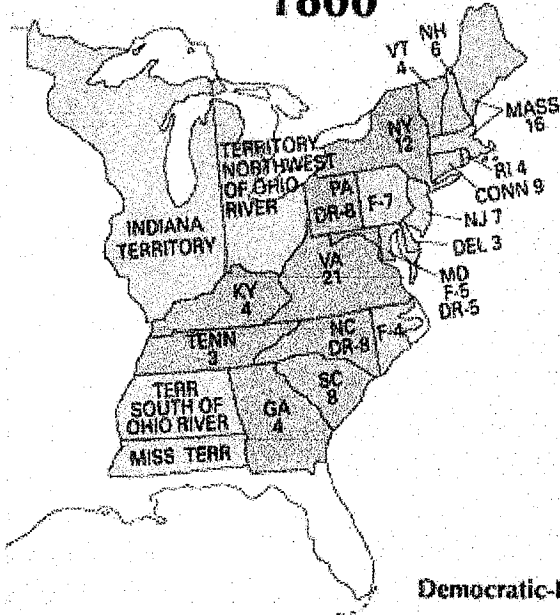 1800
NH
6
VT
4
MASS
16
NY
12
TERRITORY
NORTHWEST
OF OHIO
RIVER
PA
DR-8
F-7
RI 4
CONN 9
NJ 7
INDIANA
TERRITORY
DEL 3
VA
21
MD
F-5
DR-5
KY
4
TENN
3
NC
DR-8
F-4
SC
8
TERR
SOUTH OF
OHIO RIVER
GA
4
MISS TERR
Democratic-